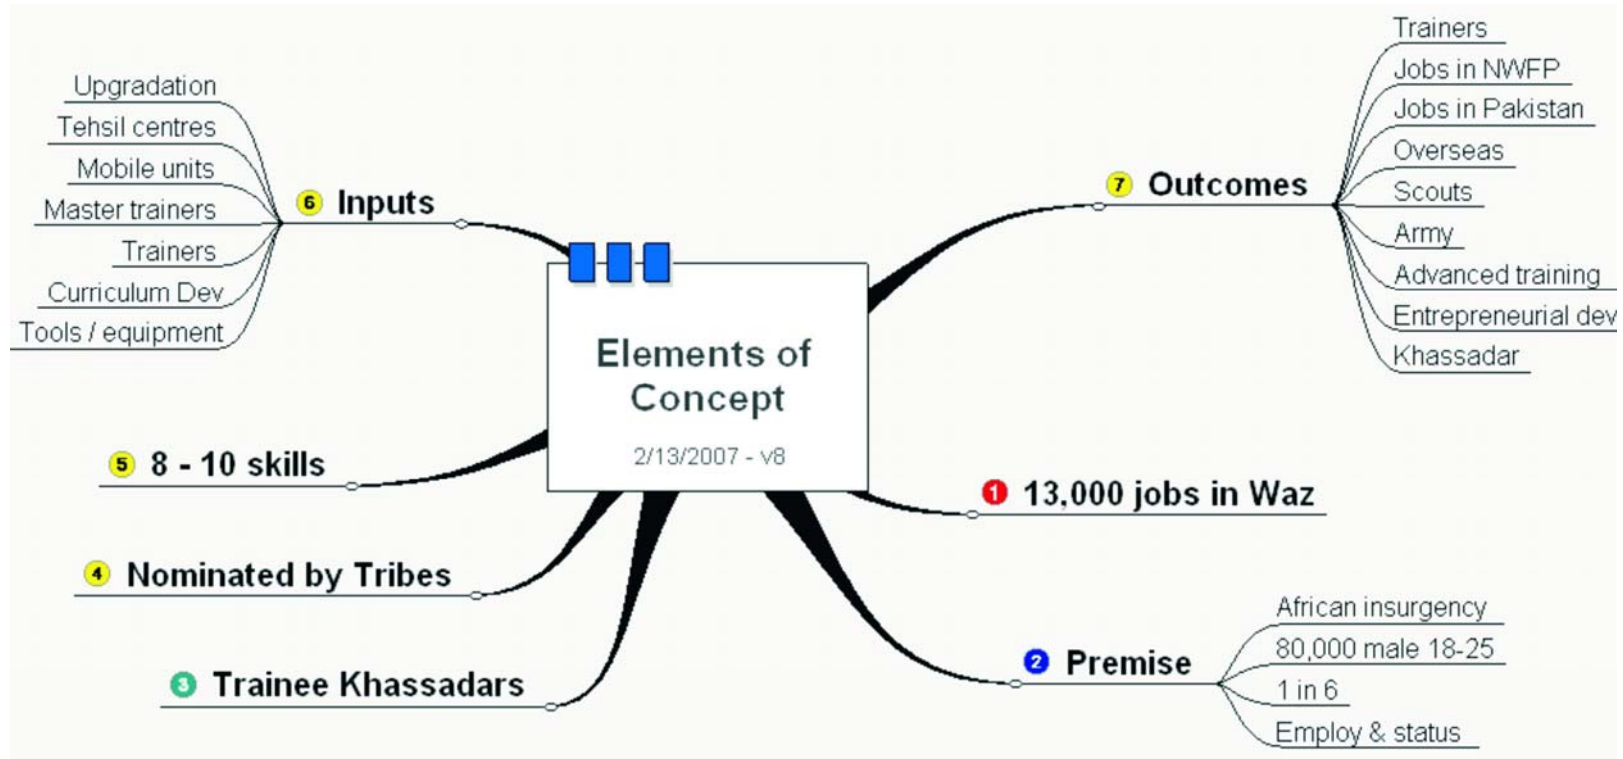 Elements of
Concept
2/13/2007 - v8
1 13,000 jobs in Waz
2 Premise
African insurgency
80,000 male 18-25
1 in 6
Employ & status
3 Trainee Khassadars
4 Nominated by Tribes
5 8 - 10 skills
6 Inputs
Upgradation
Tehsil centres
Mobile units
Master trainers
Trainers
Curriculum Dev
Tools / equipment
7 Outcomes
Trainers
Jobs in NWFP
Jobs in Pakistan
Overseas
Scouts
Army
Advanced training
Entrepreneurial dev
Khassadar